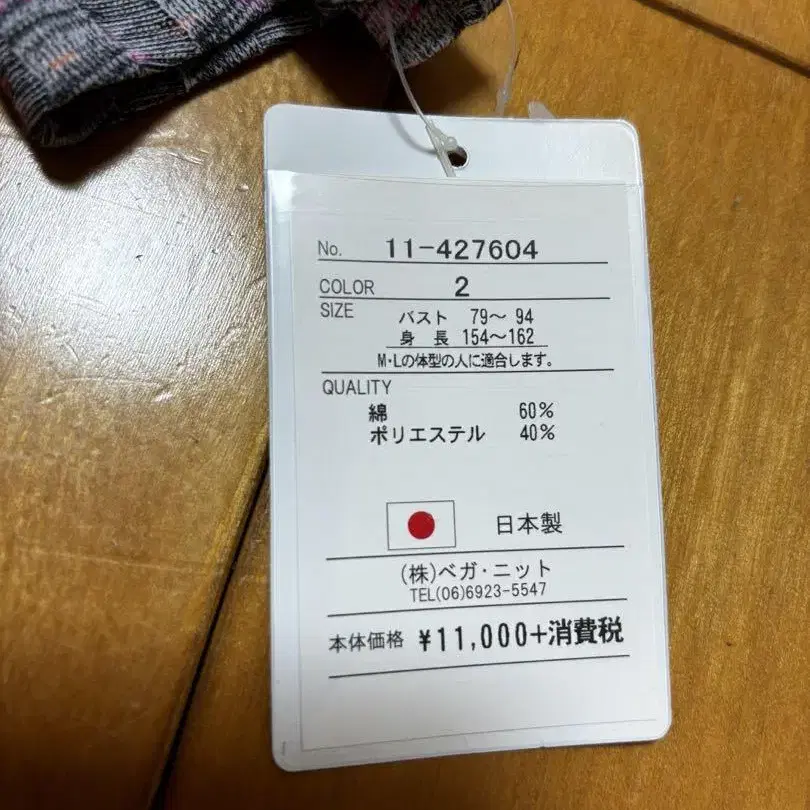 No. 11-427604
COLOR 2
SIZE バスト 79〜 94
身 長 154〜162
M・Lの体型の人に適合します。
QUALITY
綿 60%
ポリエステル 40%
日本製
(株)ベガ・ニット
TEL(06)6923-5547
本体価格 ¥11,000+消費税